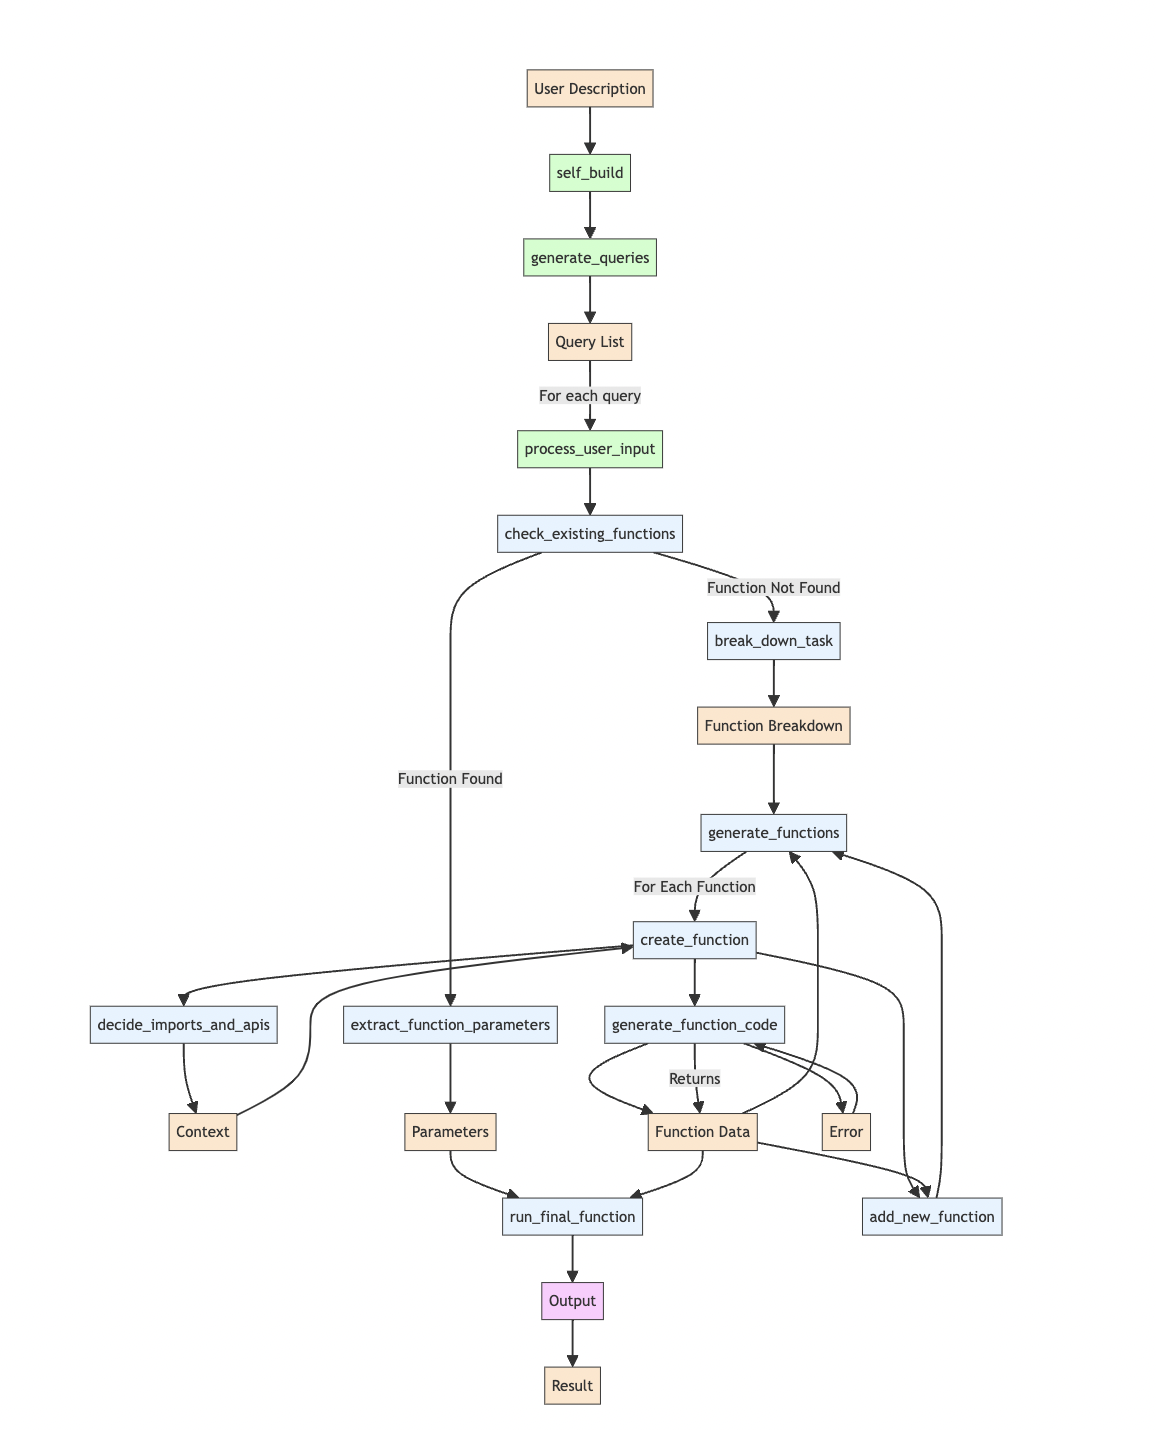 User Description
self_build
generate_queries
Query List
For each query
process_user_input
check_existing_functions
Function Not Found
break_down_task
Function Breakdown
Function Found
generate_functions
For Each Function
create_function
decide_imports_and_apis
extract_function_parameters
generate_function_code
Returns
Context
Parameters
Function Data
Error
run_final_function
add_new_function
Output
Result